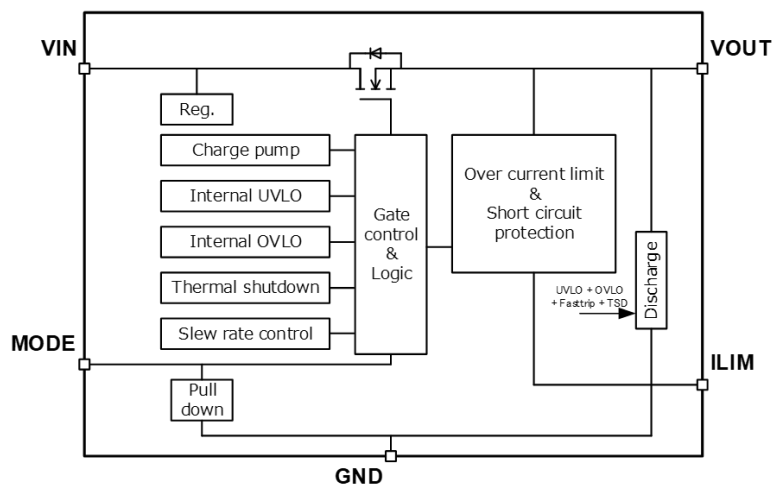 VIN
VOUT
Reg.
Charge pump
Internal UVLO
Internal OVLO
Thermal shutdown
Slew rate control
Gate
control
&
Logic
Over current limit
&
Short circuit
protection
UVLO + OVLO
+ Fasttrip + TSD
Discharge
MODE
Pull
down
ILIM
GND